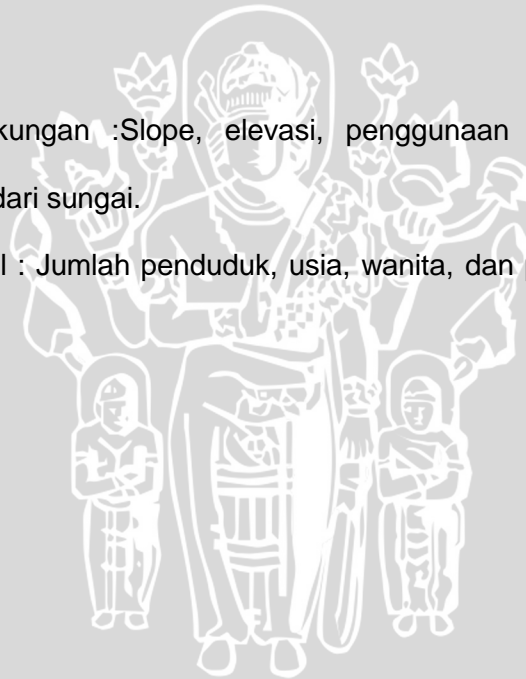 kungan :Slope, elevasi, penggunaan
dari sungai.
l : Jumlah penduduk, usia, wanita, dan